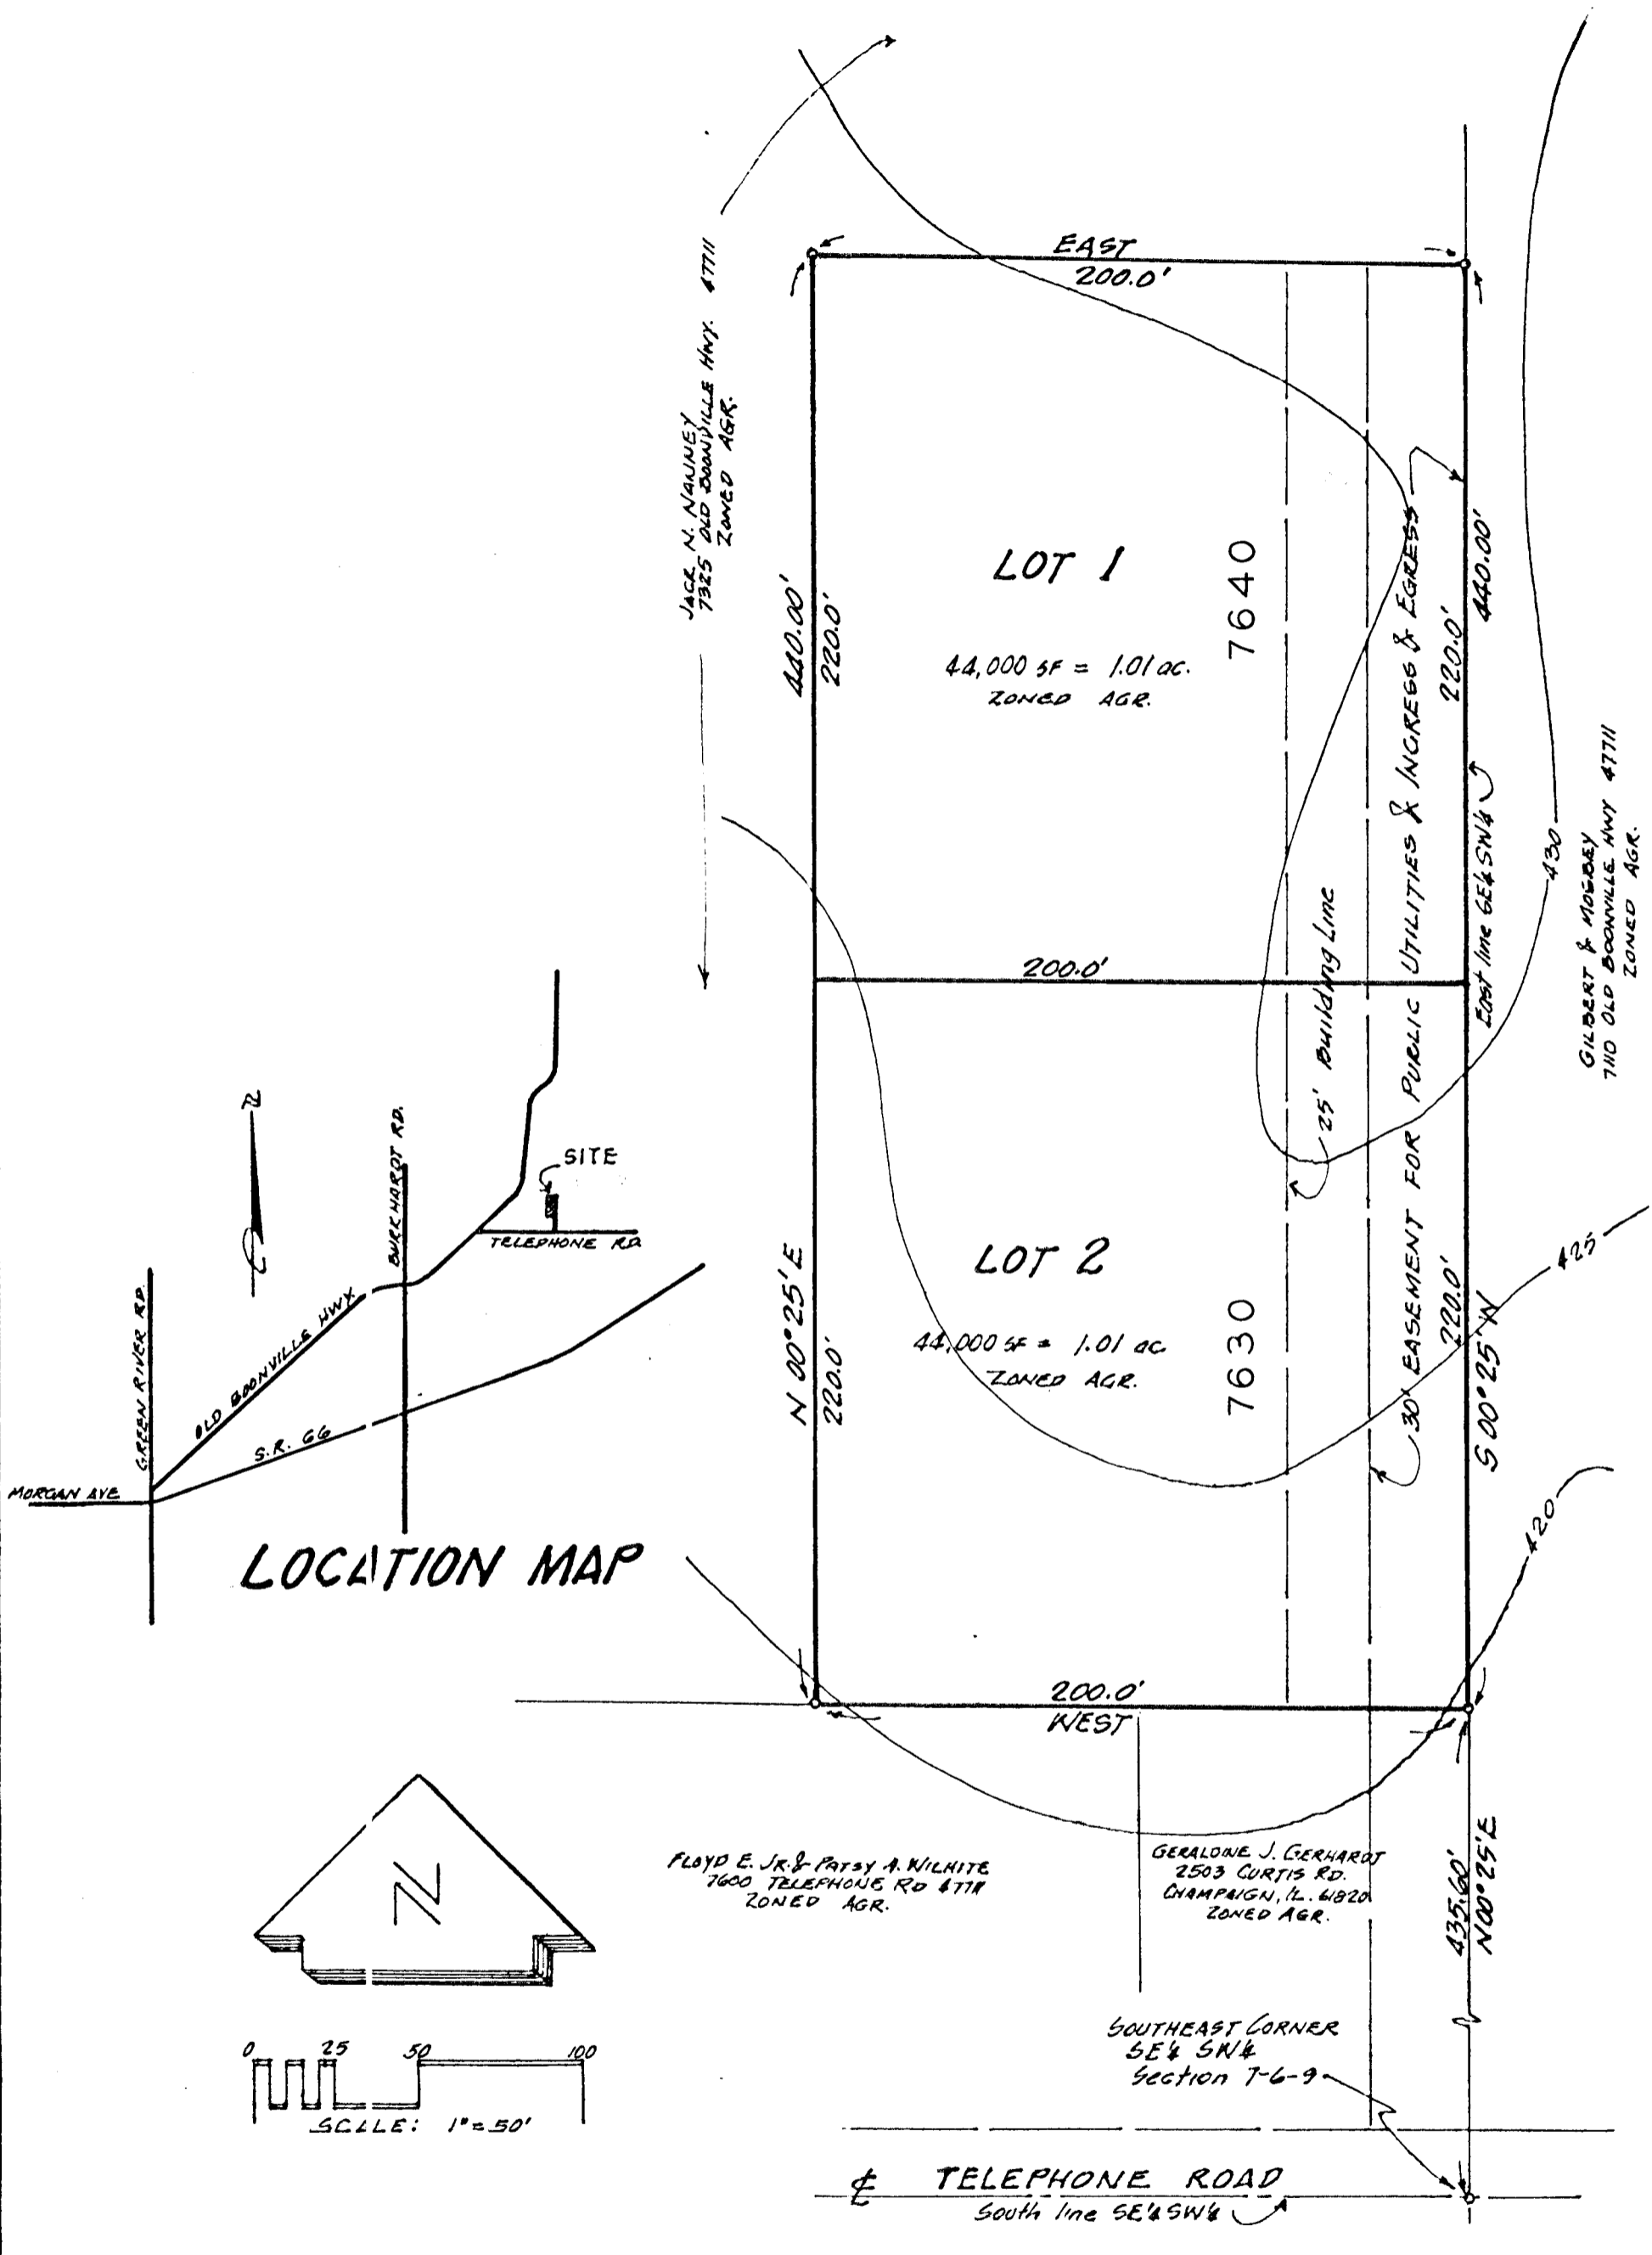 EAST
200.0'
JACK N. NANNEY
7325 OLD BOONVILLE HWY. 47711
ZONED AGR.
440.00'
220.0'
LOT 1
44,000 SF = 1.01 ac.
ZONED AGR.
7640
220.0'
440.00'
East line SE¼ SW¼
430
GILBERT & MOSBEY
7110 OLD BOONVILLE HWY 47711
ZONED AGR.
200.0'
25' Building Line
30' EASEMENT FOR PUBLIC UTILITIES & INGRESS & EGRESS
N 00°25'E
220.0'
LOT 2
44,000 SF = 1.01 ac.
ZONED AGR.
7630
220.0'
S 00°25' W
425
420
200.0'
WEST
N
SITE
BURKHARDT RD.
TELEPHONE RD.
GREEN RIVER RD.
OLD BOONVILLE HWY.
S.R. 66
MORGAN AVE
LOCATION MAP
N
0 25 50 100
SCALE: 1"=50'
FLOYD E. JR. & PATSY A. WILHITE
7600 TELEPHONE RD 47711
ZONED AGR.
GERALDINE J. GERHARDT
2503 CURTIS RD.
CHAMPAIGN, IL. 61820
ZONED AGR.
435.60'
N 00°25'E
SOUTHEAST CORNER
SE¼ SW¼
Section 7-6-9
℄ TELEPHONE ROAD
South line SE¼ SW¼